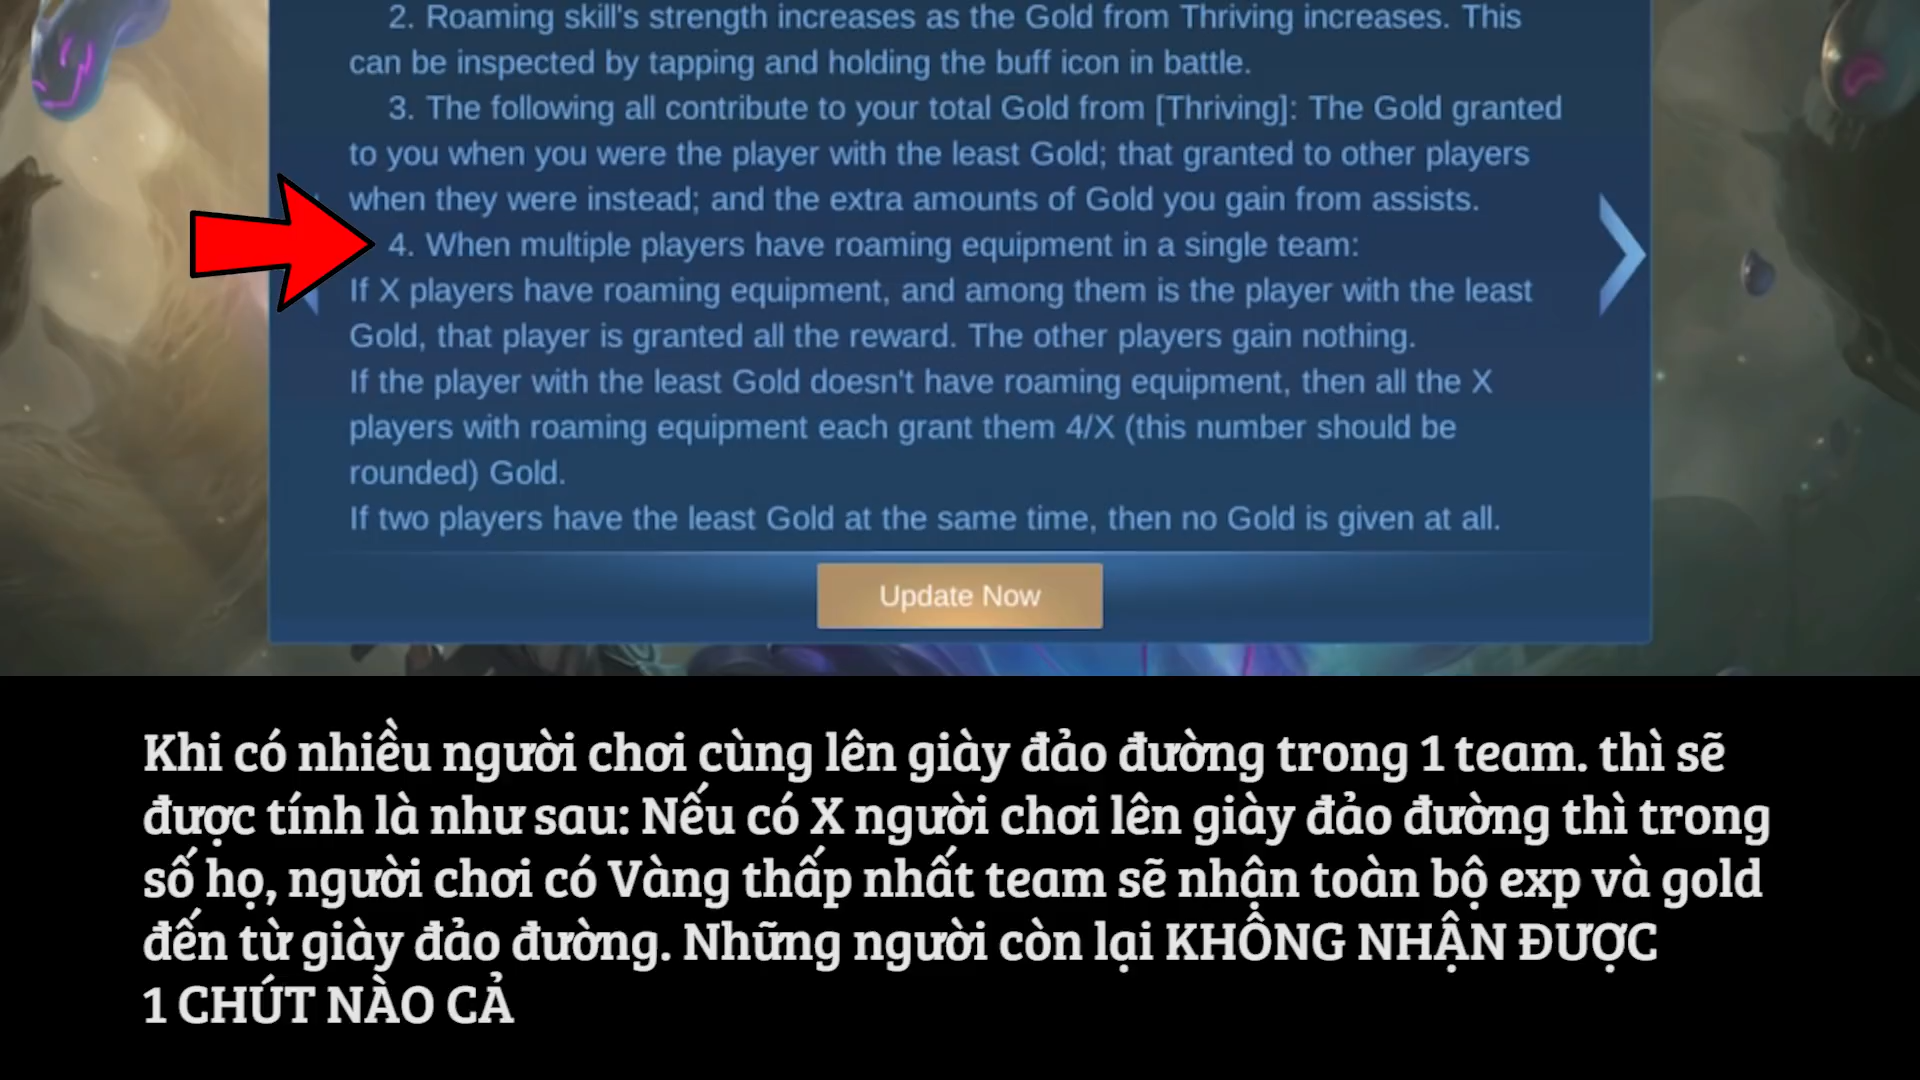 2. Roaming skill's strength increases as the Gold from Thriving increases. This
can be inspected by tapping and holding the buff icon in battle.
3. The following all contribute to your total Gold from [Thriving]: The Gold granted
to you when you were the player with the least Gold; that granted to other players
when they were instead; and the extra amounts of Gold you gain from assists.
4. When multiple players have roaming equipment in a single team:
If X players have roaming equipment, and among them is the player with the least
Gold, that player is granted all the reward. The other players gain nothing.
If the player with the least Gold doesn't have roaming equipment, then all the X
players with roaming equipment each grant them 4/X (this number should be
rounded) Gold.
If two players have the least Gold at the same time, then no Gold is given at all.
Update Now
Khi có nhiều người chơi cùng lên giày đảo đường trong 1 team. thì sẽ
được tính là như sau: Nếu có X người chơi lên giày đảo đường thì trong
số họ, người chơi có Vàng thấp nhất team sẽ nhận toàn bộ exp và gold
đến từ giày đảo đường. Những người còn lại KHÔNG NHẬN ĐƯỢC
1 CHÚT NÀO CẢ